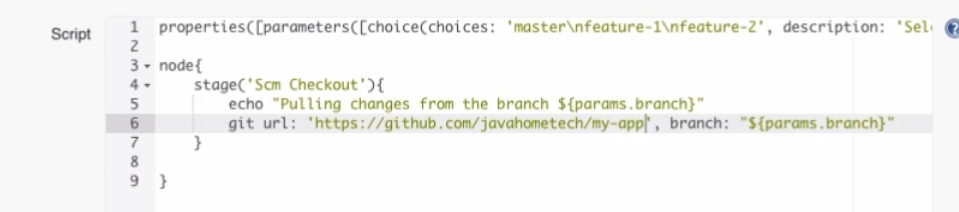 Script
1 properties([parameters([choice(choices: 'master\nfeature-1\nfeature-2', description: 'Sel
2
3 node{
4 stage('Scm Checkout'){
5 echo "Pulling changes from the branch ${params.branch}"
6 git url: 'https://github.com/javahometech/my-app', branch: "${params.branch}"
7 }
8
9 }
?